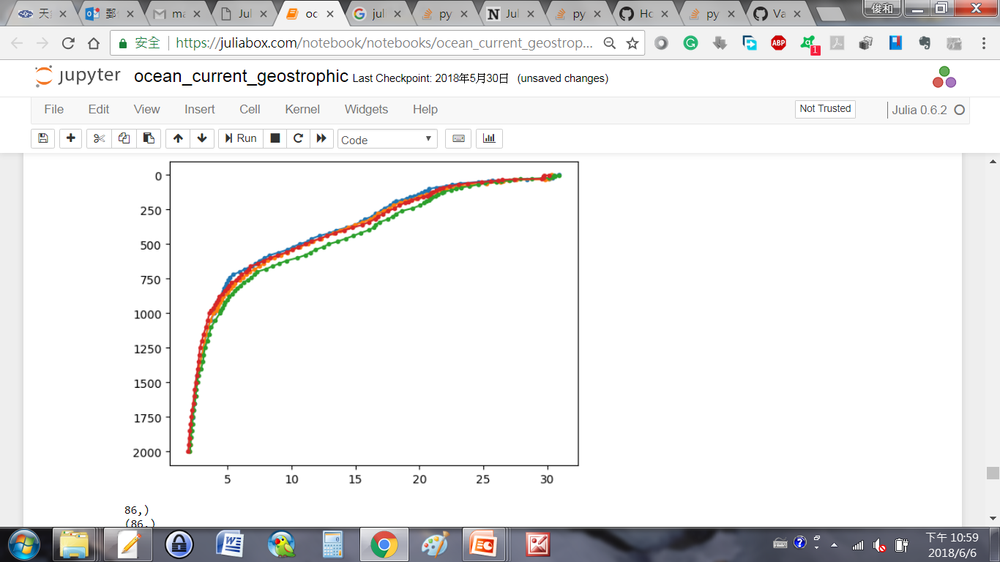 天 郵 ma Jul oc jul py Jul py Ho py Va 俊和
安全 https://juliabox.com/notebook/notebooks/ocean_current_geostrop... ABP 1
jupyter ocean_current_geostrophic Last Checkpoint: 2018年5月30日 (unsaved changes)
File Edit View Insert Cell Kernel Widgets Help Not Trusted Julia 0.6.2
Run Code
0
250
500
750
1000
1250
1500
1750
2000
5 10 15 20 25 30
86,)
(86,)
下午 10:59
2018/6/6